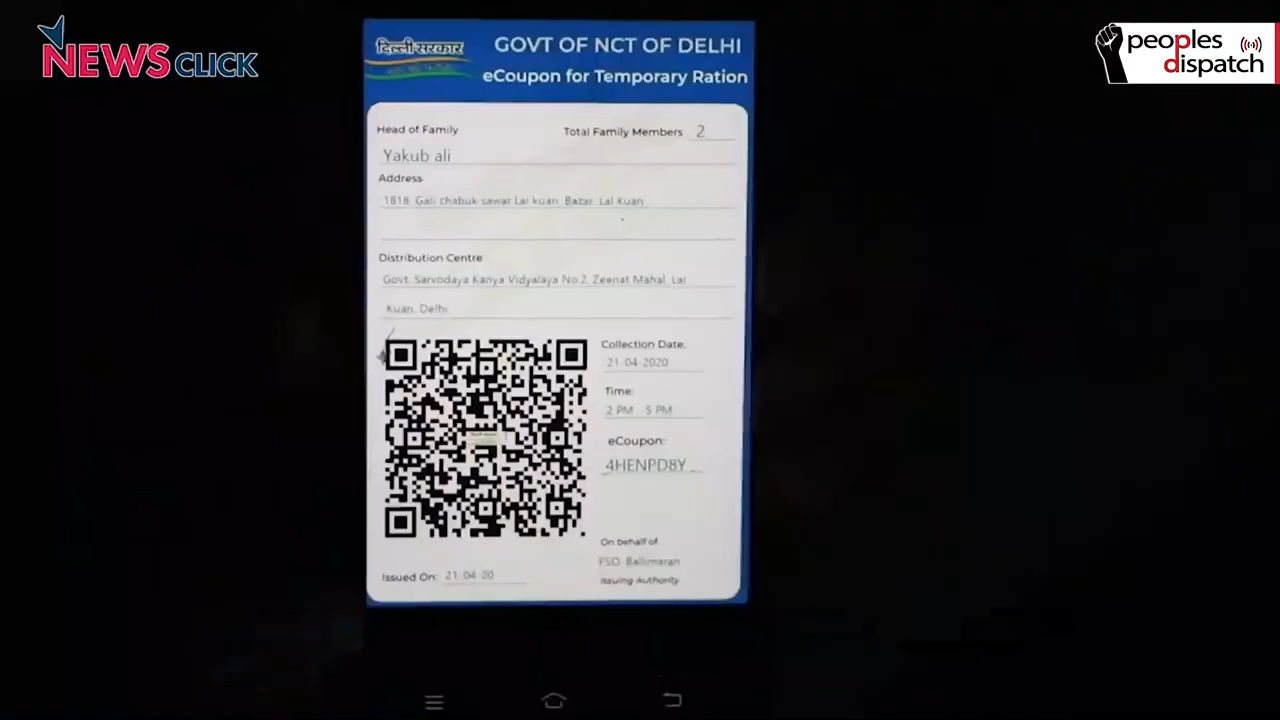 NEWS CLICK
peoples
dispatch
दिल्ली सरकार
GOVT OF NCT OF DELHI
eCoupon for Temporary Ration
Head of Family
Total Family Members 2
Yakub ali
Address
1818, Gali chabuk sawar Lal kuan, Bazar, Lal Kuan
Distribution Centre
Govt. Sarvodaya Kanya Vidyalaya No.2, Zeenat Mahal, Lal
Kuan, Delhi
Collection Date:
21-04-2020
Time:
2 PM - 5 PM
eCoupon:
4HENPD8Y
On behalf of
FSO, Ballimaran
Issuing Authority
Issued On: 21-04-20